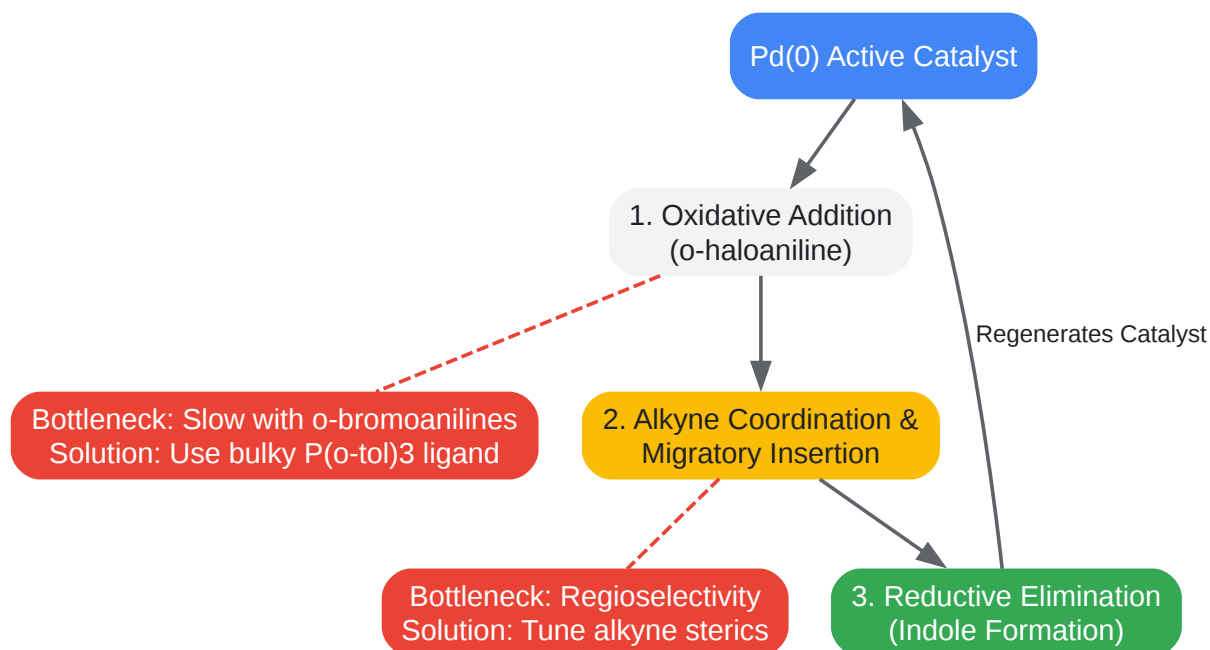 Pd(0) Active Catalyst
1. Oxidative Addition
(o-haloaniline)
Regenerates Catalyst
Bottleneck: Slow with o-bromoanilines
Solution: Use bulky P(o-tol)3 ligand
2. Alkyne Coordination &
Migratory Insertion
Bottleneck: Regioselectivity
Solution: Tune alkyne sterics
3. Reductive Elimination
(Indole Formation)